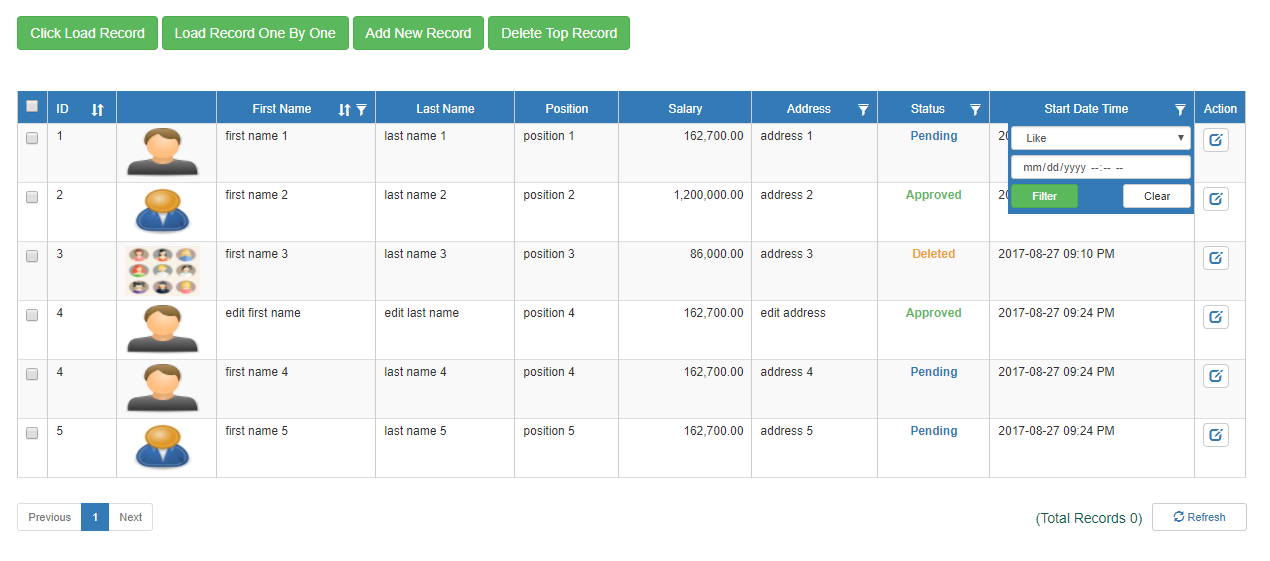 Click Load Record Load Record One By One Add New Record Delete Top Record
ID First Name Last Name Position Salary Address Status Start Date Time Action
1 first name 1 last name 1 position 1 162,700.00 address 1 Pending
Like
mm/dd/yyyy --:-- --
2 first name 2 last name 2 position 2 1,200,000.00 address 2 Approved
Filter Clear
3 first name 3 last name 3 position 3 86,000.00 address 3 Deleted 2017-08-27 09:10 PM
4 edit first name edit last name position 4 162,700.00 edit address Approved 2017-08-27 09:24 PM
4 first name 4 last name 4 position 4 162,700.00 address 4 Pending 2017-08-27 09:24 PM
5 first name 5 last name 5 position 5 162,700.00 address 5 Pending 2017-08-27 09:24 PM
Previous 1 Next (Total Records 0) Refresh